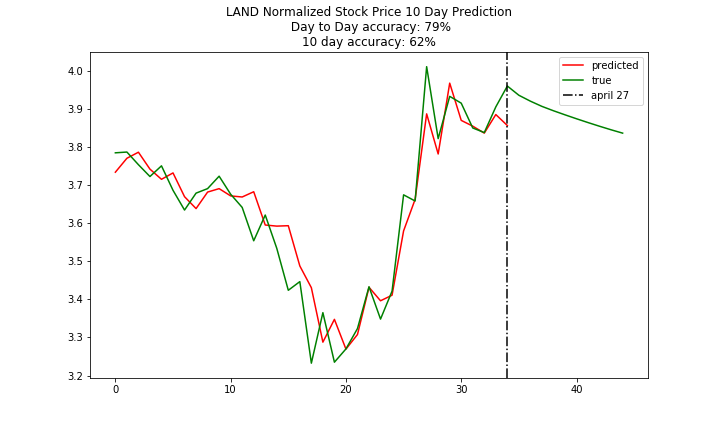 LAND Normalized Stock Price 10 Day Prediction
Day to Day accuracy: 79%
10 day accuracy: 62%
predicted
true
april 27
4.0
3.9
3.8
3.7
3.6
3.5
3.4
3.3
3.2
0 10 20 30 40